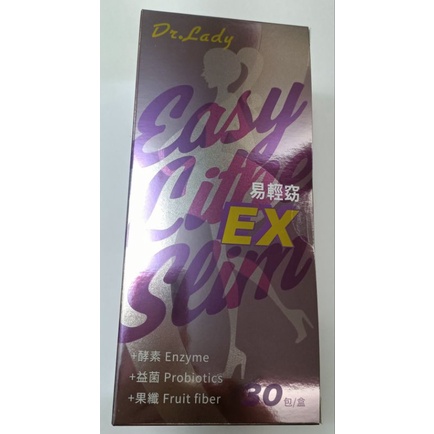 Dr.Lady
Easy
易輕窈
EX
Slim
+酵素 Enzyme
+益菌 Probiotics
+果纖 Fruit fiber
30包/盒